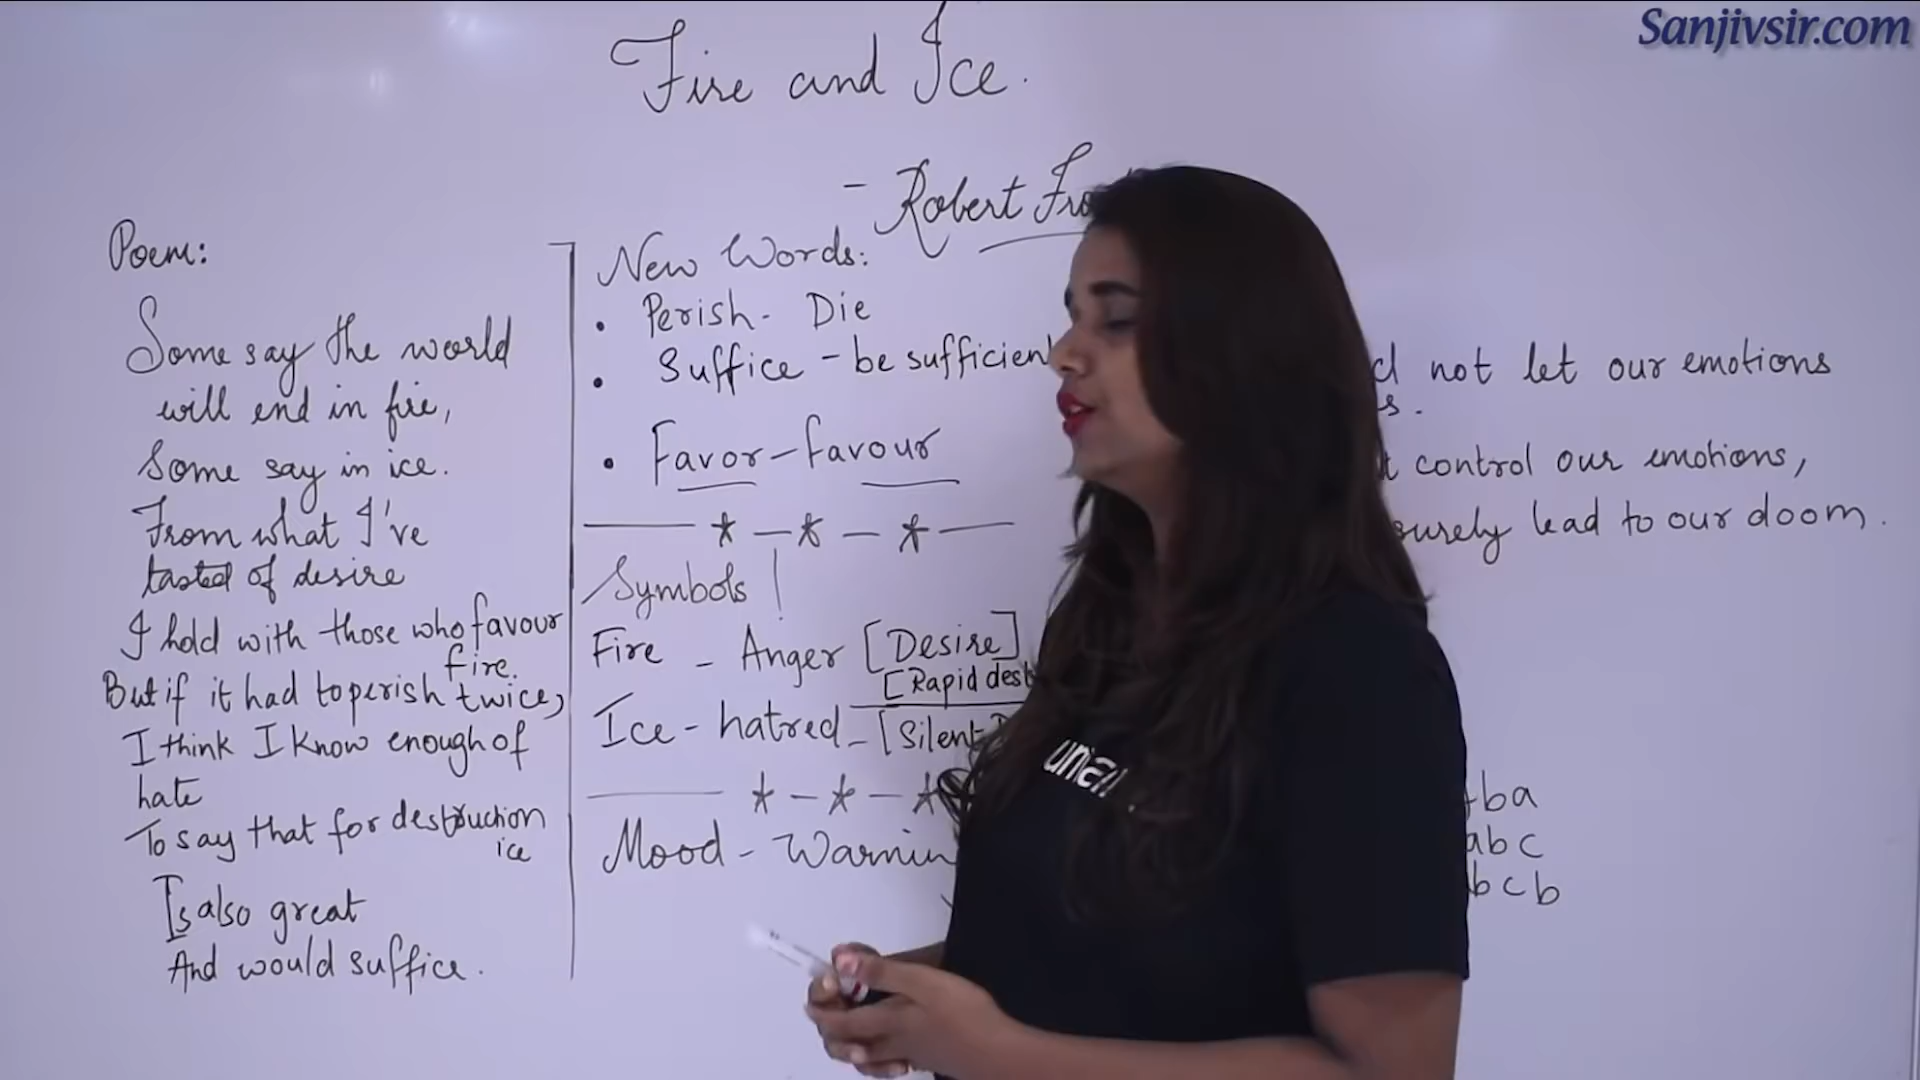 Sanjivsir.com
Fire and Ice.
- Robert
Poem:
Some say the world
will end in fire,
Some say in ice.
From what I've
tasted of desire
I hold with those who favour
fire.
But if it had to perish twice,
I think I know enough of
hate
To say that for destruction
ice
Is also great
And would suffice.
New Words:
• Perish - Die
• Suffice - be sufficient
• Favor - favour
Symbols
Fire - Anger [Desire]
[Rapid
Ice - hatred - [Silent
Mood -
not let our emotions
control our emotions,
surely lead to our doom.
ba
abc
bcb